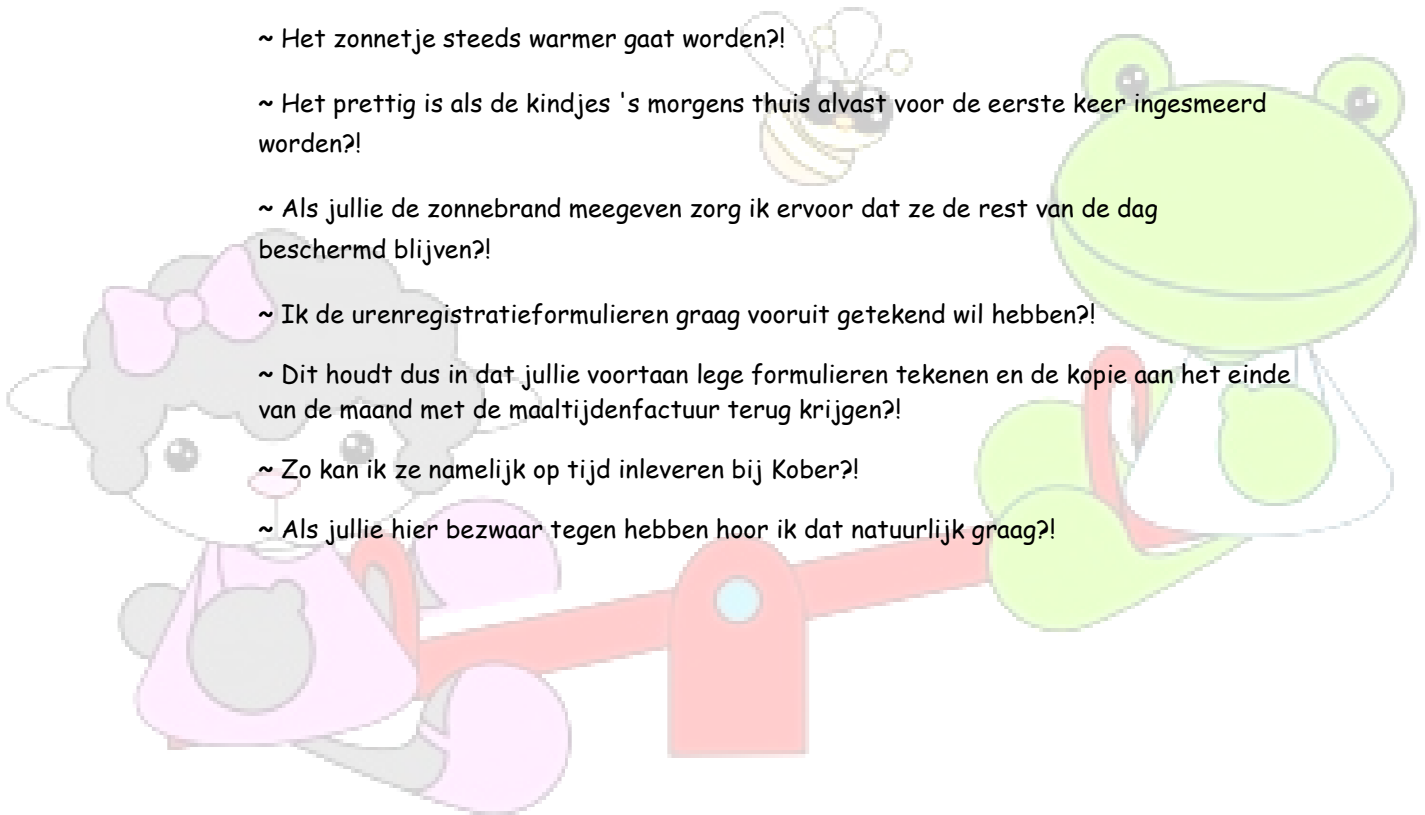 ~ Het zonnetje steeds warmer gaat worden?!
~ Het prettig is als de kindjes 's morgens thuis alvast voor de eerste keer ingesmeerd
worden?!
~ Als jullie de zonnebrand meegeven zorg ik ervoor dat ze de rest van de dag
beschermd blijven?!
~ Ik de urenregistratieformulieren graag vooruit getekend wil hebben?!
~ Dit houdt dus in dat jullie voortaan lege formulieren tekenen en de kopie aan het einde
van de maand met de maaltijdenfactuur terug krijgen?!
~ Zo kan ik ze namelijk op tijd inleveren bij Kober?!
~ Als jullie hier bezwaar tegen hebben hoor ik dat natuurlijk graag?!